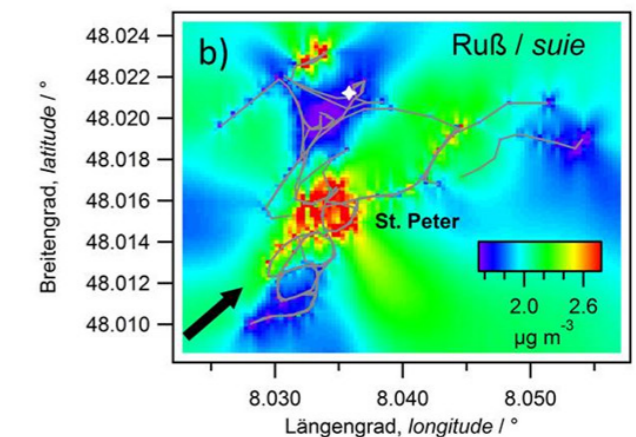 b)
Ruß / suie
48.024
48.022
48.020
48.018
48.016
48.014
48.012
48.010
Breitengrad, latitude / °
St. Peter
2.0 2.6
µg m⁻³
8.030 8.040 8.050
Längengrad, longitude / °